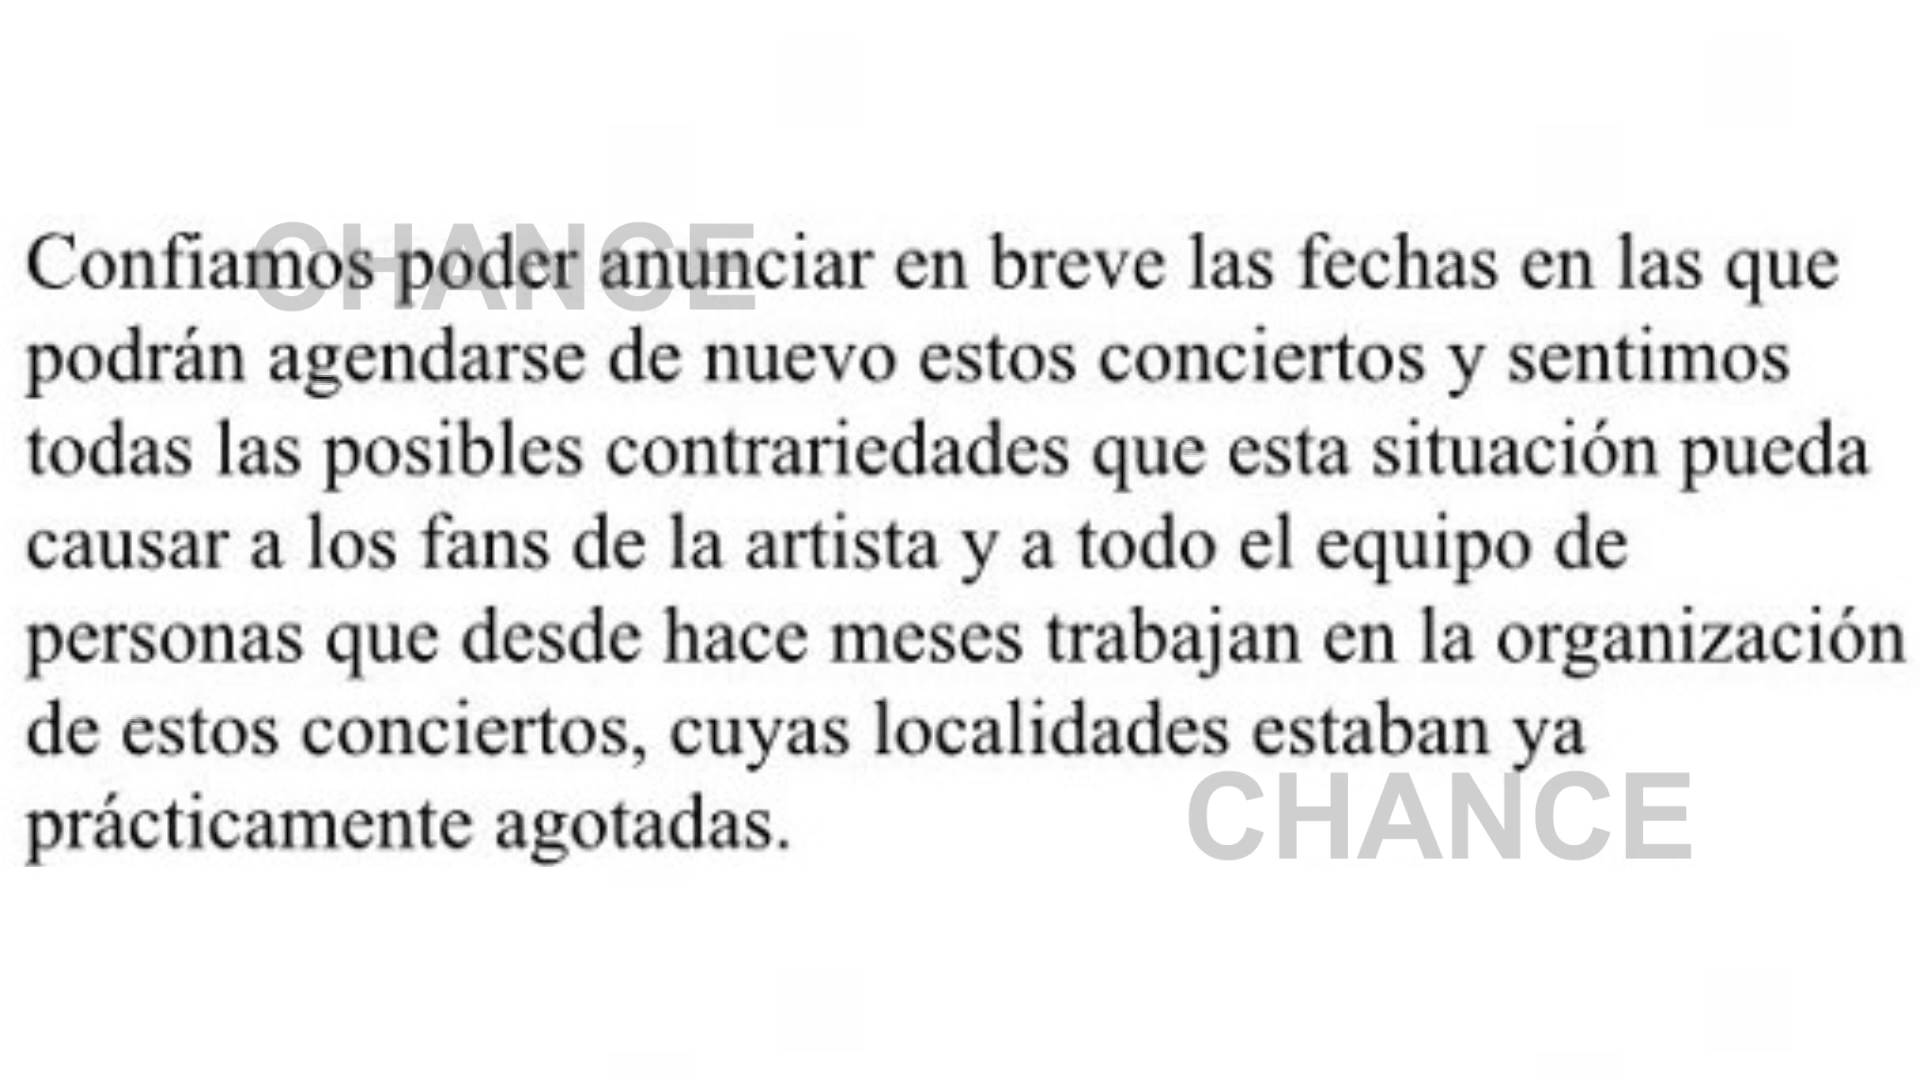 CHANCE
Confiamos poder anunciar en breve las fechas en las que
podrán agendarse de nuevo estos conciertos y sentimos
todas las posibles contrariedades que esta situación pueda
causar a los fans de la artista y a todo el equipo de
personas que desde hace meses trabajan en la organización
de estos conciertos, cuyas localidades estaban ya
prácticamente agotadas.
CHANCE